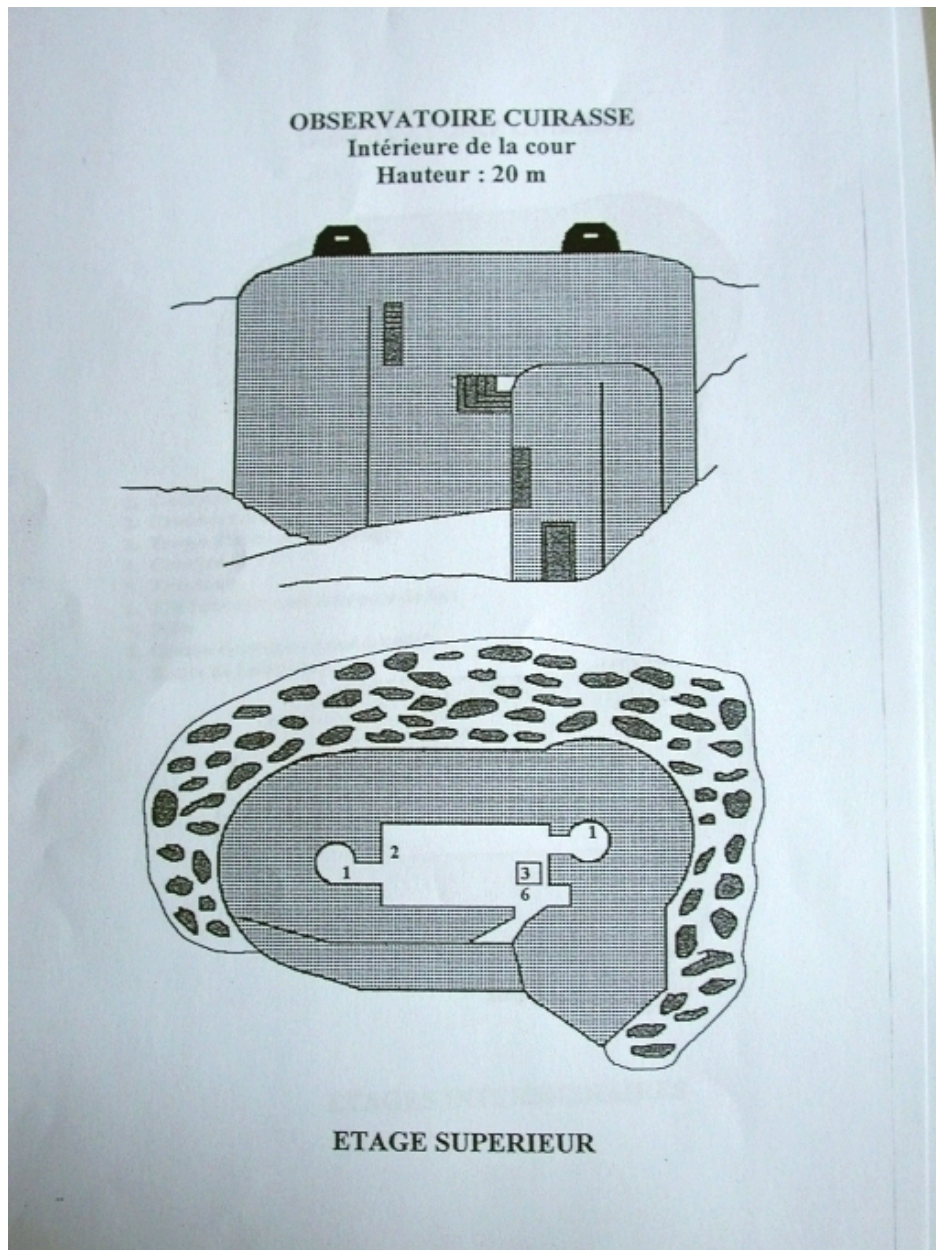 OBSERVATOIRE CUIRASSE
Intérieure de la cour
Hauteur : 20 m
1
2
1
3
6
ETAGE SUPERIEUR